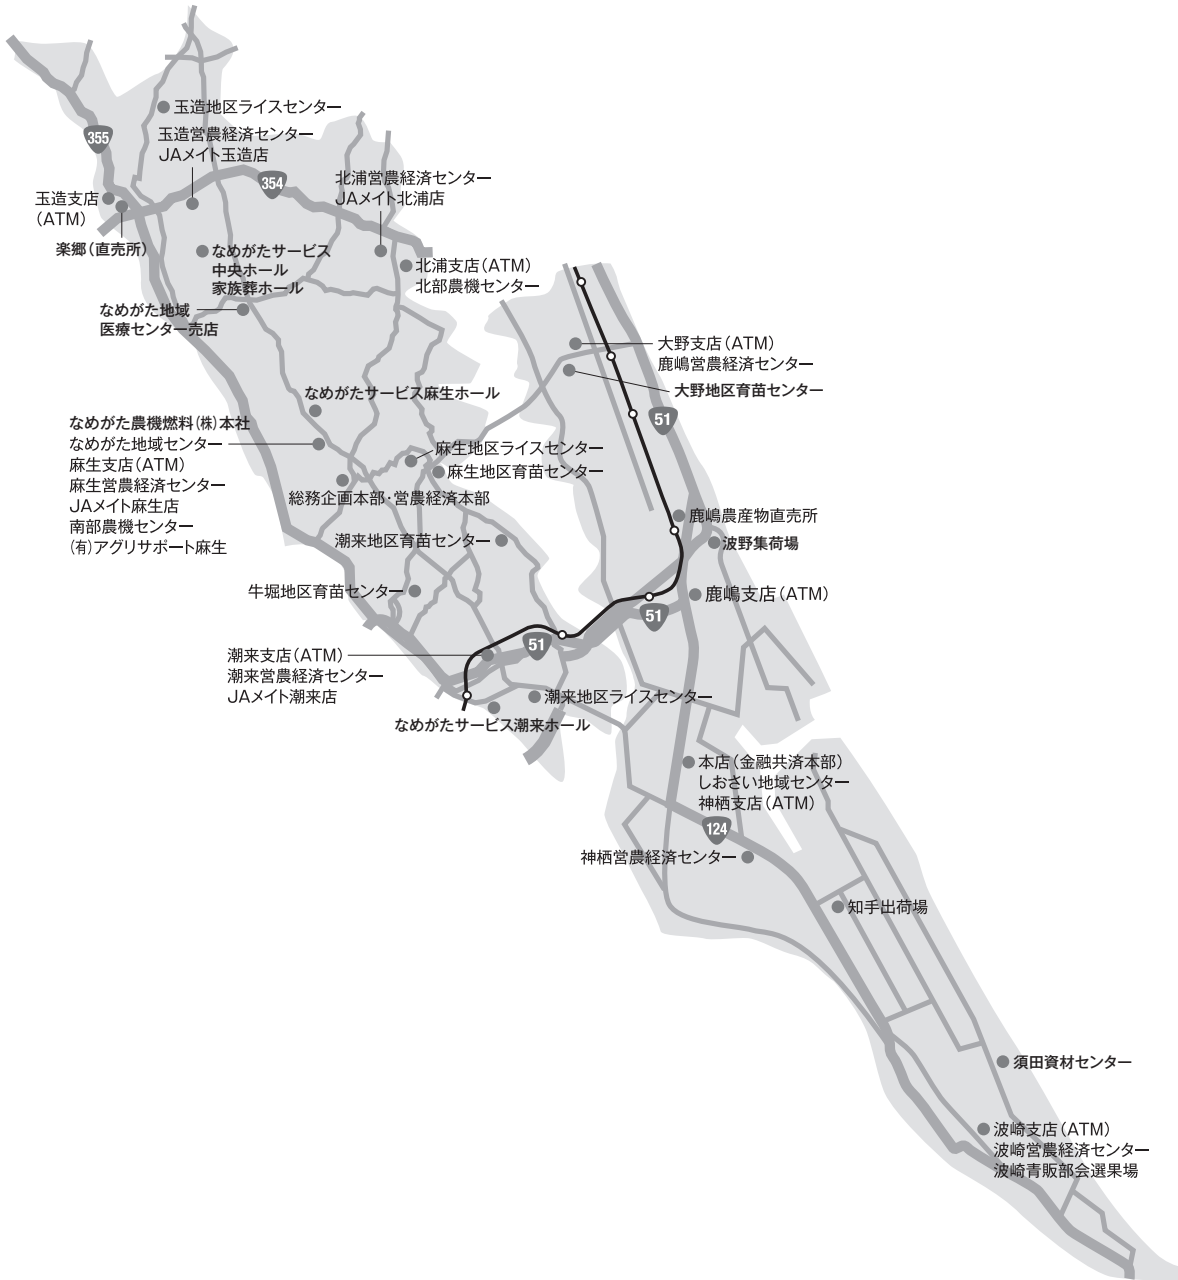 玉造地区ライスセンター
355
玉造営農経済センター
JAメイト玉造店
354
北浦営農経済センター
JAメイト北浦店
玉造支店
(ATM)
楽郷(直売所)
なめがたサービス
中央ホール
家族葬ホール
北浦支店(ATM)
北部農機センター
なめがた地域
医療センター売店
大野支店(ATM)
鹿嶋営農経済センター
大野地区育苗センター
なめがたサービス麻生ホール
51
なめがた農機燃料(株)本社
なめがた地域センター
麻生支店(ATM)
麻生営農経済センター
JAメイト麻生店
南部農機センター
(有)アグリサポート麻生
麻生地区ライスセンター
麻生地区育苗センター
総務企画本部・営農経済本部
鹿嶋農産物直売所
潮来地区育苗センター
波野集荷場
牛堀地区育苗センター
鹿嶋支店(ATM)
51
51
潮来支店(ATM)
潮来営農経済センター
JAメイト潮来店
潮来地区ライスセンター
なめがたサービス潮来ホール
本店(金融共済本部)
しおさい地域センター
神栖支店(ATM)
124
神栖営農経済センター
知手出荷場
須田資材センター
波崎支店(ATM)
波崎営農経済センター
波崎青販部会選果場